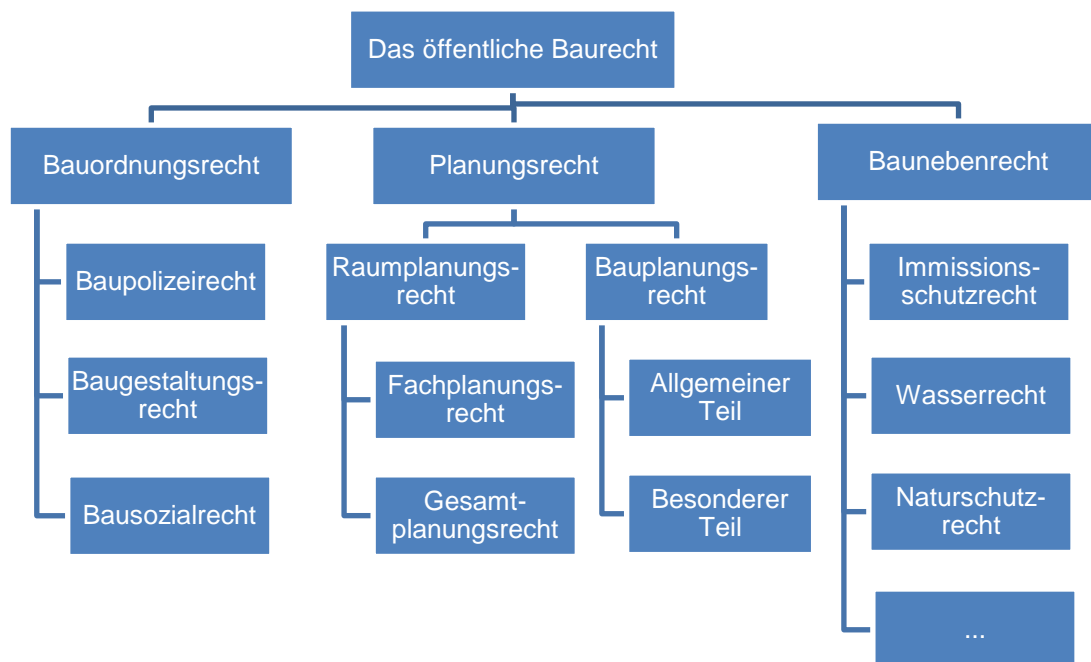 Das öffentliche Baurecht
Bauordnungsrecht
Planungsrecht
Baunebenrecht
Baupolizeirecht
Baugestaltungs-
recht
Bausozialrecht
Raumplanungs-
recht
Fachplanungs-
recht
Gesamt-
planungsrecht
Bauplanungs-
recht
Allgemeiner
Teil
Besonderer
Teil
Immissions-
schutzrecht
Wasserrecht
Naturschutz-
recht
...